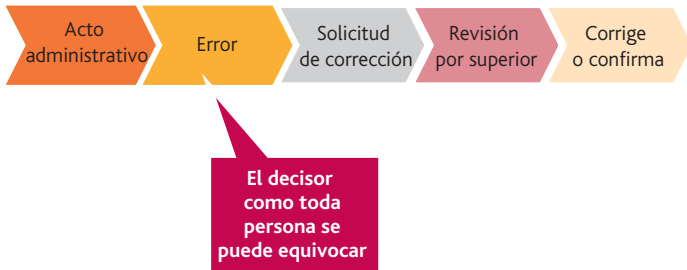 Acto
administrativo
Error
Solicitud
de corrección
Revisión
por superior
Corrige
o confirma
El decisor
como toda
persona se
puede equivocar